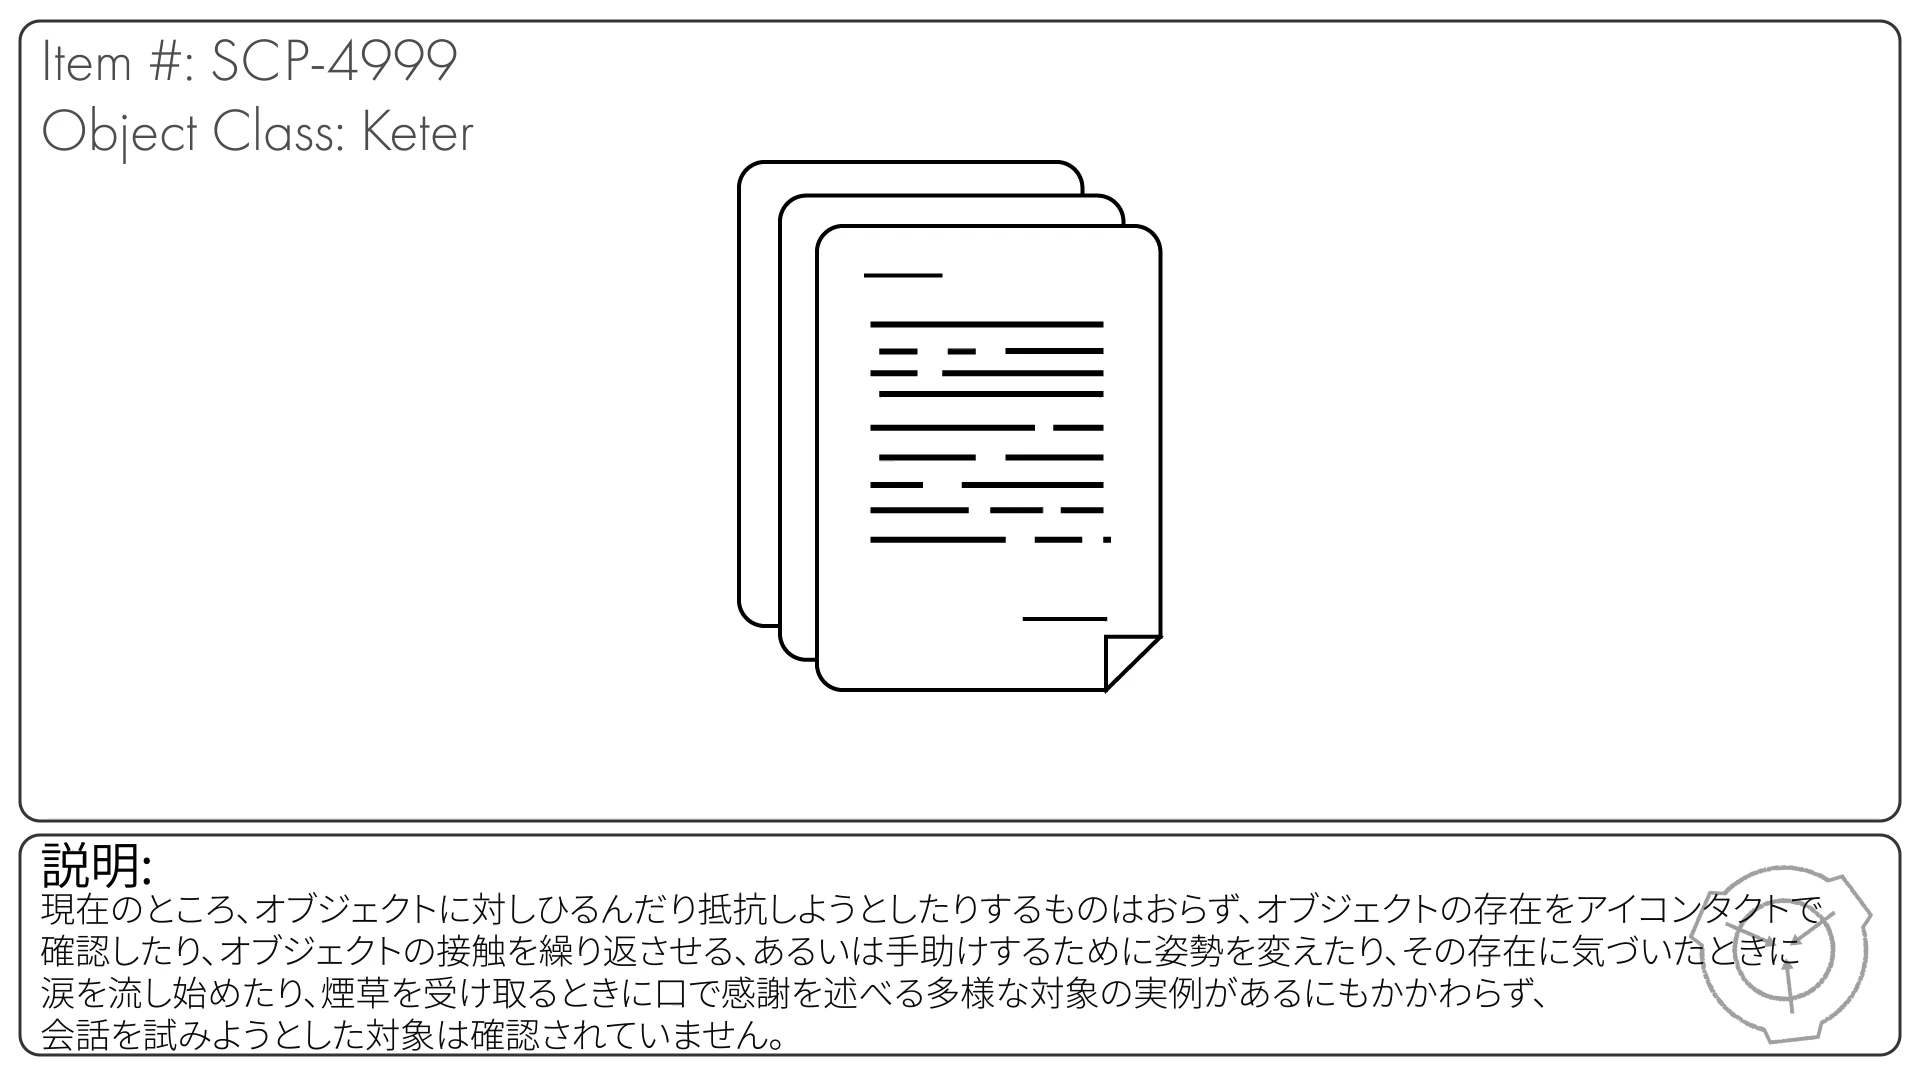 Item #: SCP-4999
Object Class: Keter
説明:
現在のところ、オブジェクトに対しひるんだり抵抗しようとしたりするものはおらず、オブジェクトの存在をアイコンタクトで
確認したり、オブジェクトの接触を繰り返させる、あるいは手助けするために姿勢を変えたり、その存在に気づいたときに
涙を流し始めたり、煙草を受け取るときに口で感謝を述べる多様な対象の実例があるにもかかわらず、
会話を試みようとした対象は確認されていません。